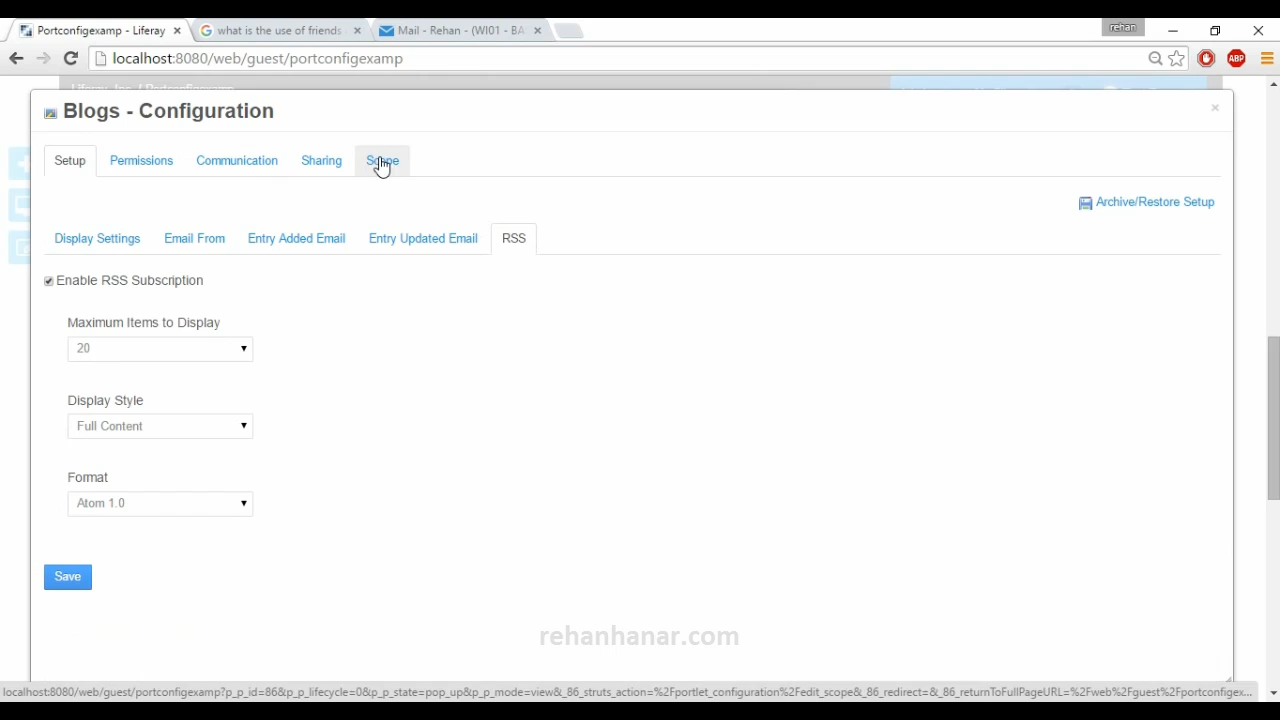 Portconfigexamp - Liferay
what is the use of friends
Mail - Rehan - (WI01 - BA
rehan
localhost:8080/web/guest/portconfigexamp
ABP
Blogs - Configuration
Setup Permissions Communication Sharing Scope
Archive/Restore Setup
Display Settings Email From Entry Added Email Entry Updated Email RSS
Enable RSS Subscription
Maximum Items to Display
20
Display Style
Full Content
Format
Atom 1.0
Save
rehanhanar.com
localhost:8080/web/guest/portconfigexamp?p_p_id=86&p_p_lifecycle=0&p_p_state=pop_up&p_p_mode=view&_86_struts_action=%2Fportlet_configuration%2Fedit_scope&_86_redirect=&_86_returnToFullPageURL=%2Fweb%2Fguest%2Fportconfigex...